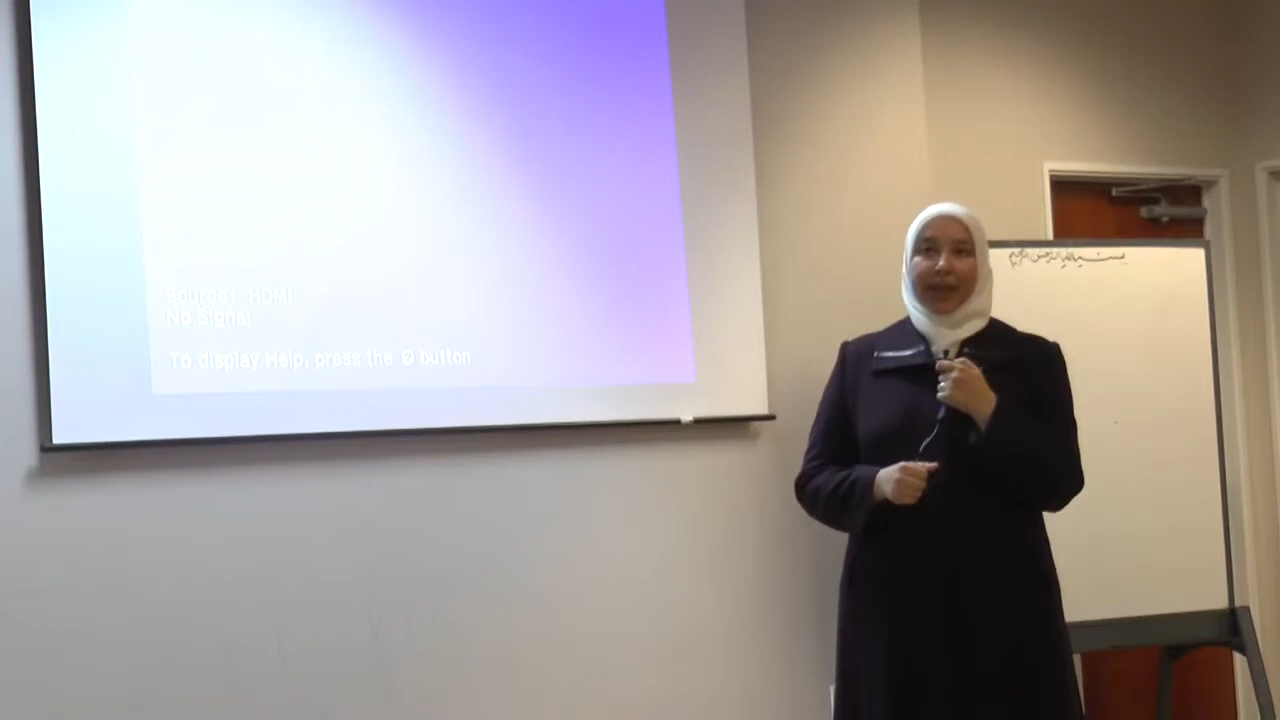 Source: HDMI
No Signal
To display Help, press the ? button
بسم الله الرحمن الرحيم